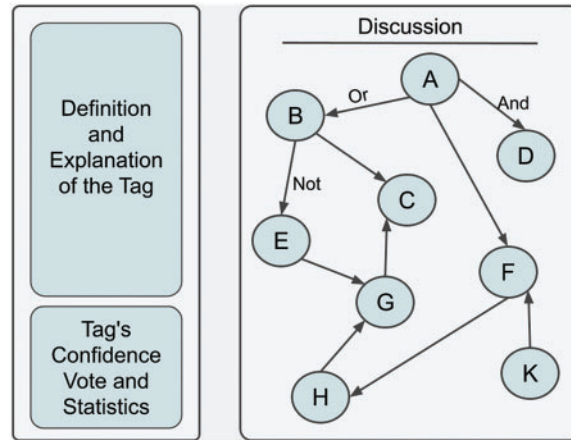 Definition
and
Explanation
of the Tag
Tag's
Confidence
Vote and
Statistics
Discussion
A
Or
And
B
D
Not
C
E
F
G
K
H